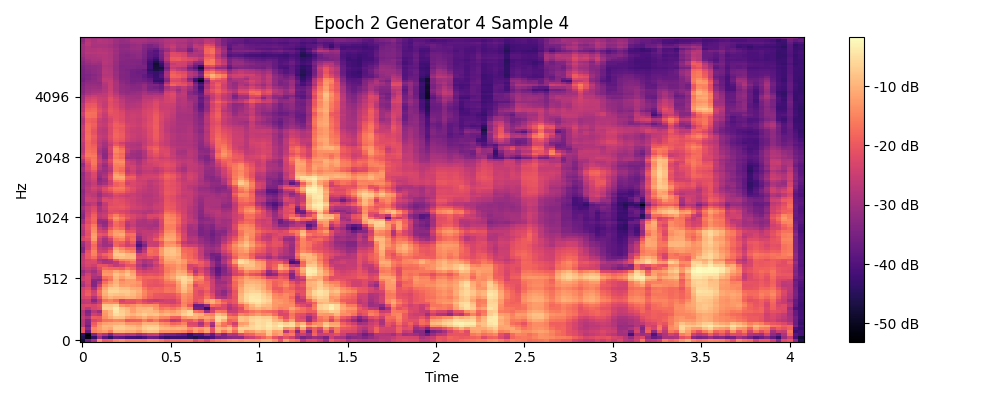 Epoch 2 Generator 4 Sample 4
Hz
4096
2048
1024
512
0
0 0.5 1 1.5 2 2.5 3 3.5 4
Time
-10 dB
-20 dB
-30 dB
-40 dB
-50 dB